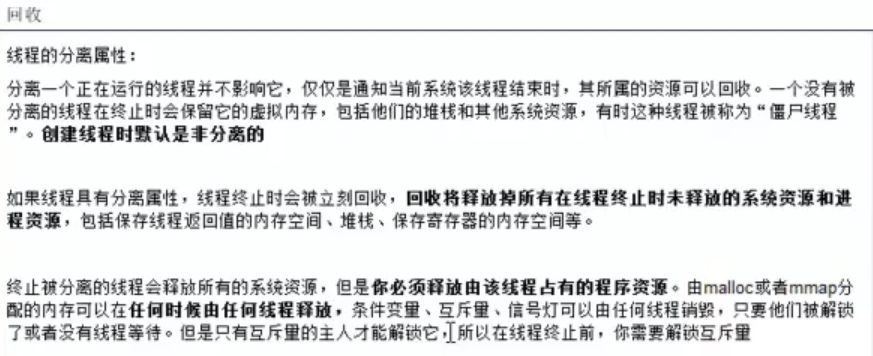 回收
线程的分离属性：
分离一个正在运行的线程并不影响它，仅仅是通知当前系统该线程结束时，其所属的资源可以回收。一个没有被
分离的线程在终止时会保留它的虚拟内存，包括他们的堆栈和其他系统资源，有时这种线程被称为“僵尸线程
”。创建线程时默认是非分离的
如果线程具有分离属性，线程终止时会被立刻回收，回收将释放掉所有在线程终止时未释放的系统资源和进
程资源，包括保存线程返回值的内存空间、堆栈、保存寄存器的内存空间等。
终止被分离的线程会释放所有的系统资源，但是你必须释放由该线程占有的程序资源。由malloc或者mmap分
配的内存可以在任何时候由任何线程释放，条件变量、互斥量、信号灯可以由任何线程销毁，只要他们被解锁
了或者没有线程等待。但是只有互斥量的主人才能解锁它，所以在线程终止前，你需要解锁互斥量